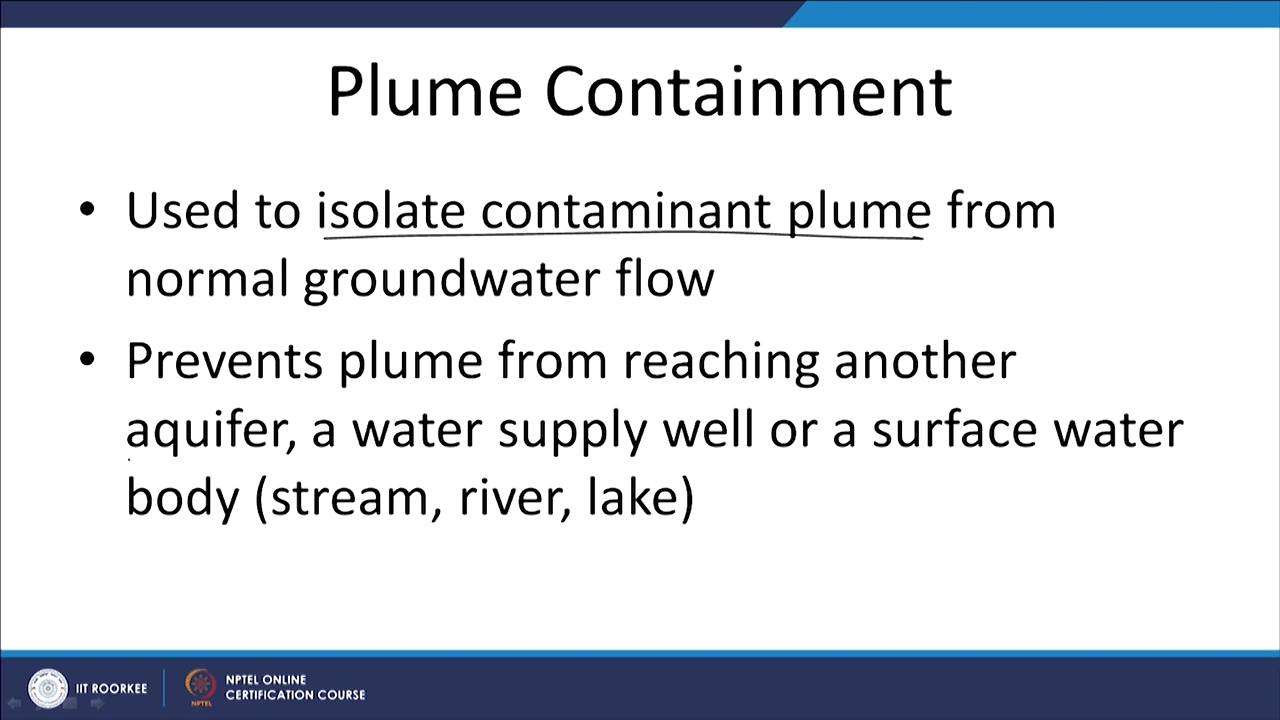 Plume Containment
• Used to isolate contaminant plume from
normal groundwater flow
• Prevents plume from reaching another
aquifer, a water supply well or a surface water
body (stream, river, lake)
IIT ROORKEE
NPTEL
NPTEL ONLINE
CERTIFICATION COURSE